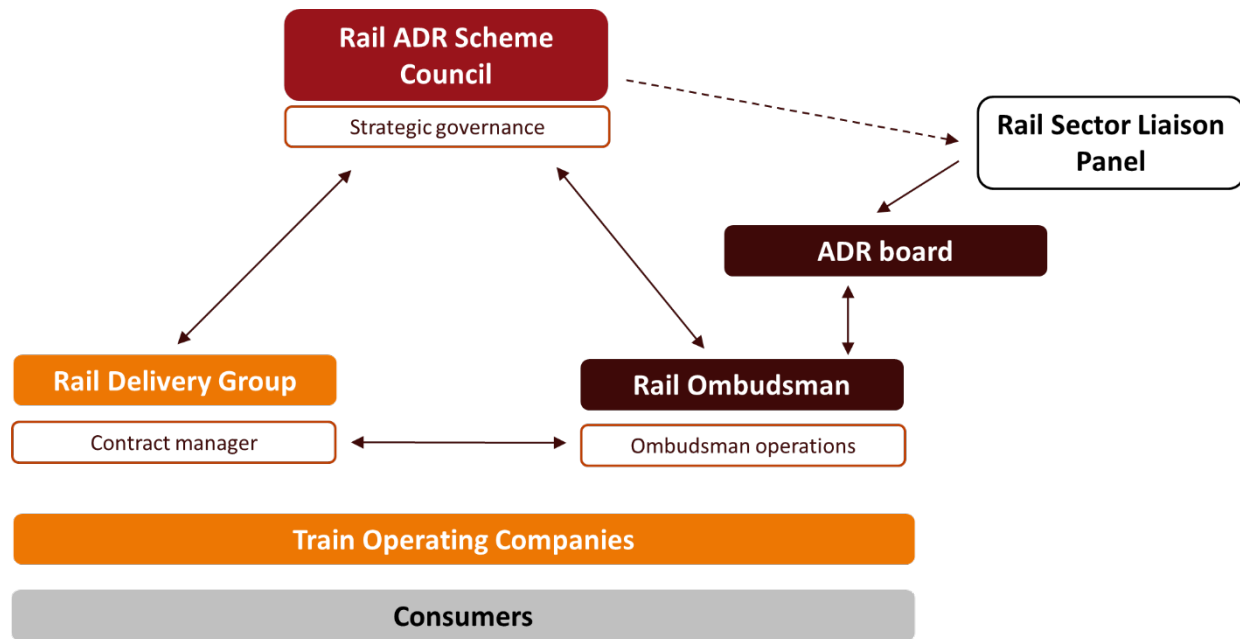 Rail ADR Scheme
Council
Strategic governance
Rail Sector Liaison
Panel
ADR board
Rail Delivery Group
Rail Ombudsman
Contract manager
Ombudsman operations
Train Operating Companies
Consumers